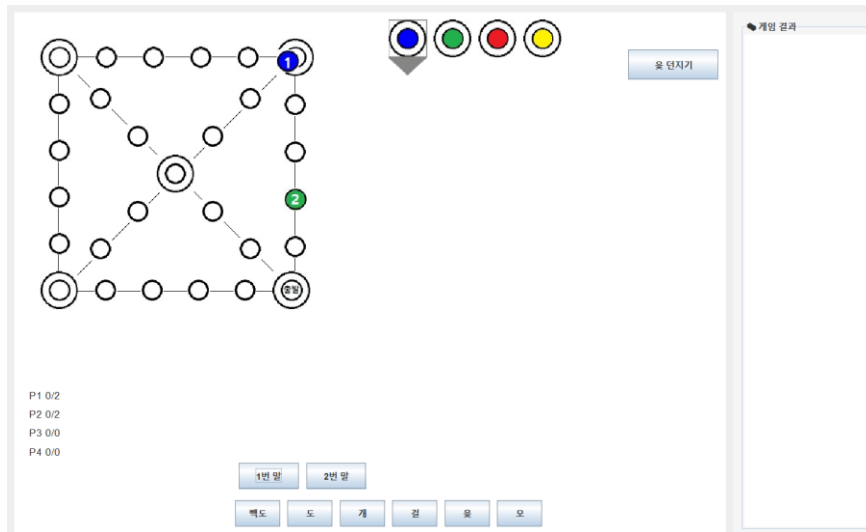 게임 결과
1
윷 던지기
2
출발
P1 0/2
P2 0/2
P3 0/0
P4 0/0
1번 말 2번 말
빽도 도 개 걸 윷 모